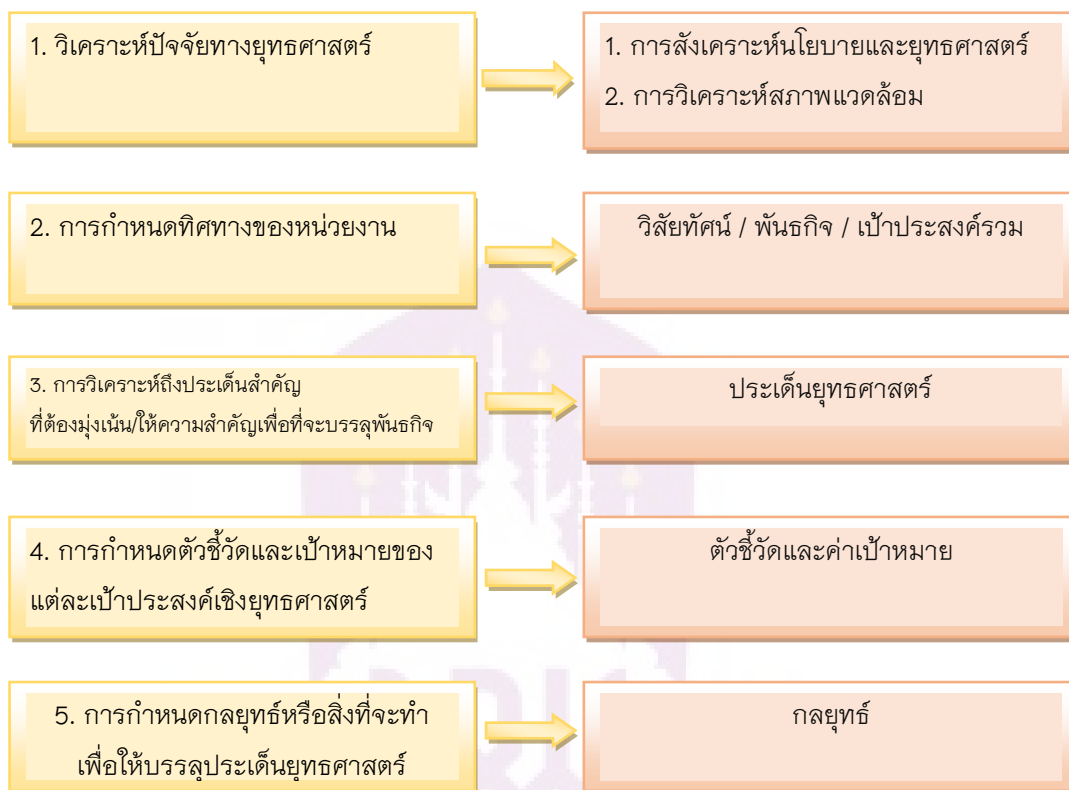 1. วิเคราะห์ปัจจัยทางยุทธศาสตร์
1. การสังเคราะห์นโยบายและยุทธศาสตร์
2. การวิเคราะห์สภาพแวดล้อม
2. การกำหนดทิศทางของหน่วยงาน
วิสัยทัศน์ / พันธกิจ / เป้าประสงค์รวม
3. การวิเคราะห์ถึงประเด็นสำคัญ
ที่ต้องมุ่งเน้น/ให้ความสำคัญเพื่อที่จะบรรลุพันธกิจ
ประเด็นยุทธศาสตร์
4. การกำหนดตัวชี้วัดและเป้าหมายของ
แต่ละเป้าประสงค์เชิงยุทธศาสตร์
ตัวชี้วัดและค่าเป้าหมาย
5. การกำหนดกลยุทธ์หรือสิ่งที่จะทำ
เพื่อให้บรรลุประเด็นยุทธศาสตร์
กลยุทธ์